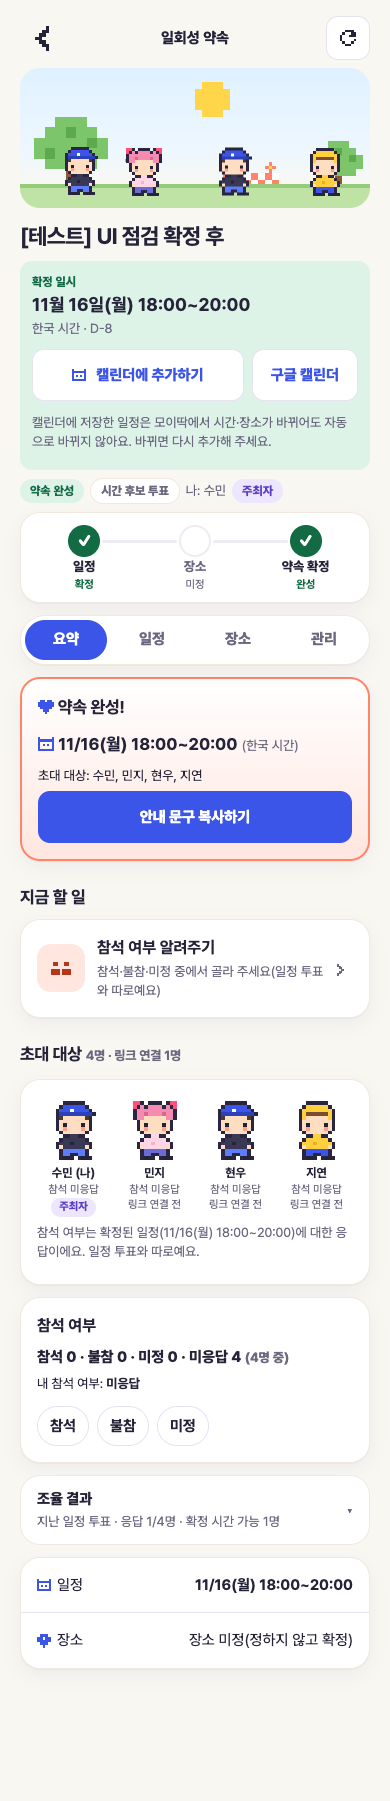 일회성 약속
[테스트] UI 점검 확정 후
확정 일시
11월 16일(월) 18:00~20:00
한국 시간 · D-8
캘린더에 추가하기
구글 캘린더
캘린더에 저장한 일정은 모이딱에서 시간·장소가 바뀌어도 자동
으로 바뀌지 않아요. 바뀌면 다시 추가해 주세요.
약속 완성
시간 후보 투표
나: 수민
주최자
일정
확정
장소
미정
약속 확정
완성
요약
일정
장소
관리
약속 완성!
11/16(월) 18:00~20:00 (한국 시간)
초대 대상: 수민, 민지, 현우, 지연
안내 문구 복사하기
지금 할 일
참석 여부 알려주기
참석·불참·미정 중에서 골라 주세요(일정 투표
와 따로예요)
초대 대상 4명 · 링크 연결 1명
수민 (나)
참석 미응답
주최자
민지
참석 미응답
링크 연결 전
현우
참석 미응답
링크 연결 전
지연
참석 미응답
링크 연결 전
참석 여부는 확정된 일정(11/16(월) 18:00~20:00)에 대한 응
답이에요. 일정 투표와 따로예요.
참석 여부
참석 0 · 불참 0 · 미정 0 · 미응답 4 (4명 중)
내 참석 여부: 미응답
참석
불참
미정
조율 결과
지난 일정 투표 · 응답 1/4명 · 확정 시간 가능 1명
일정
11/16(월) 18:00~20:00
장소
장소 미정(정하지 않고 확정)